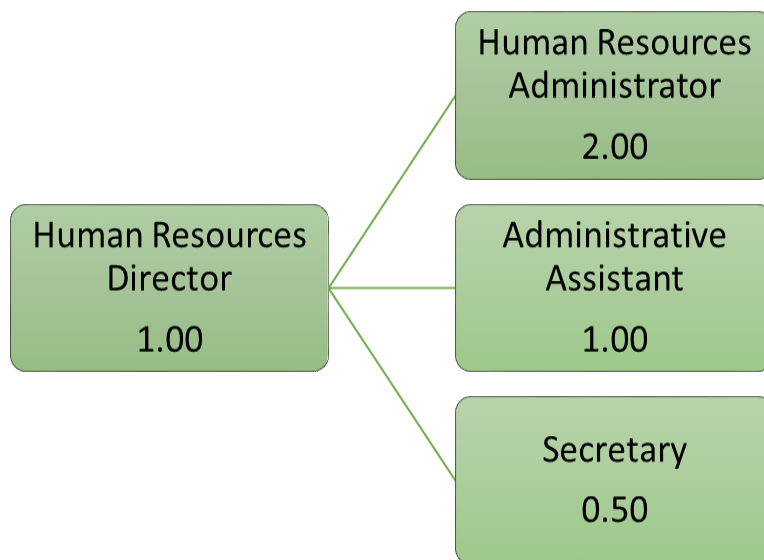 Human Resources
Director
1.00
Human Resources
Administrator
2.00
Administrative
Assistant
1.00
Secretary
0.50